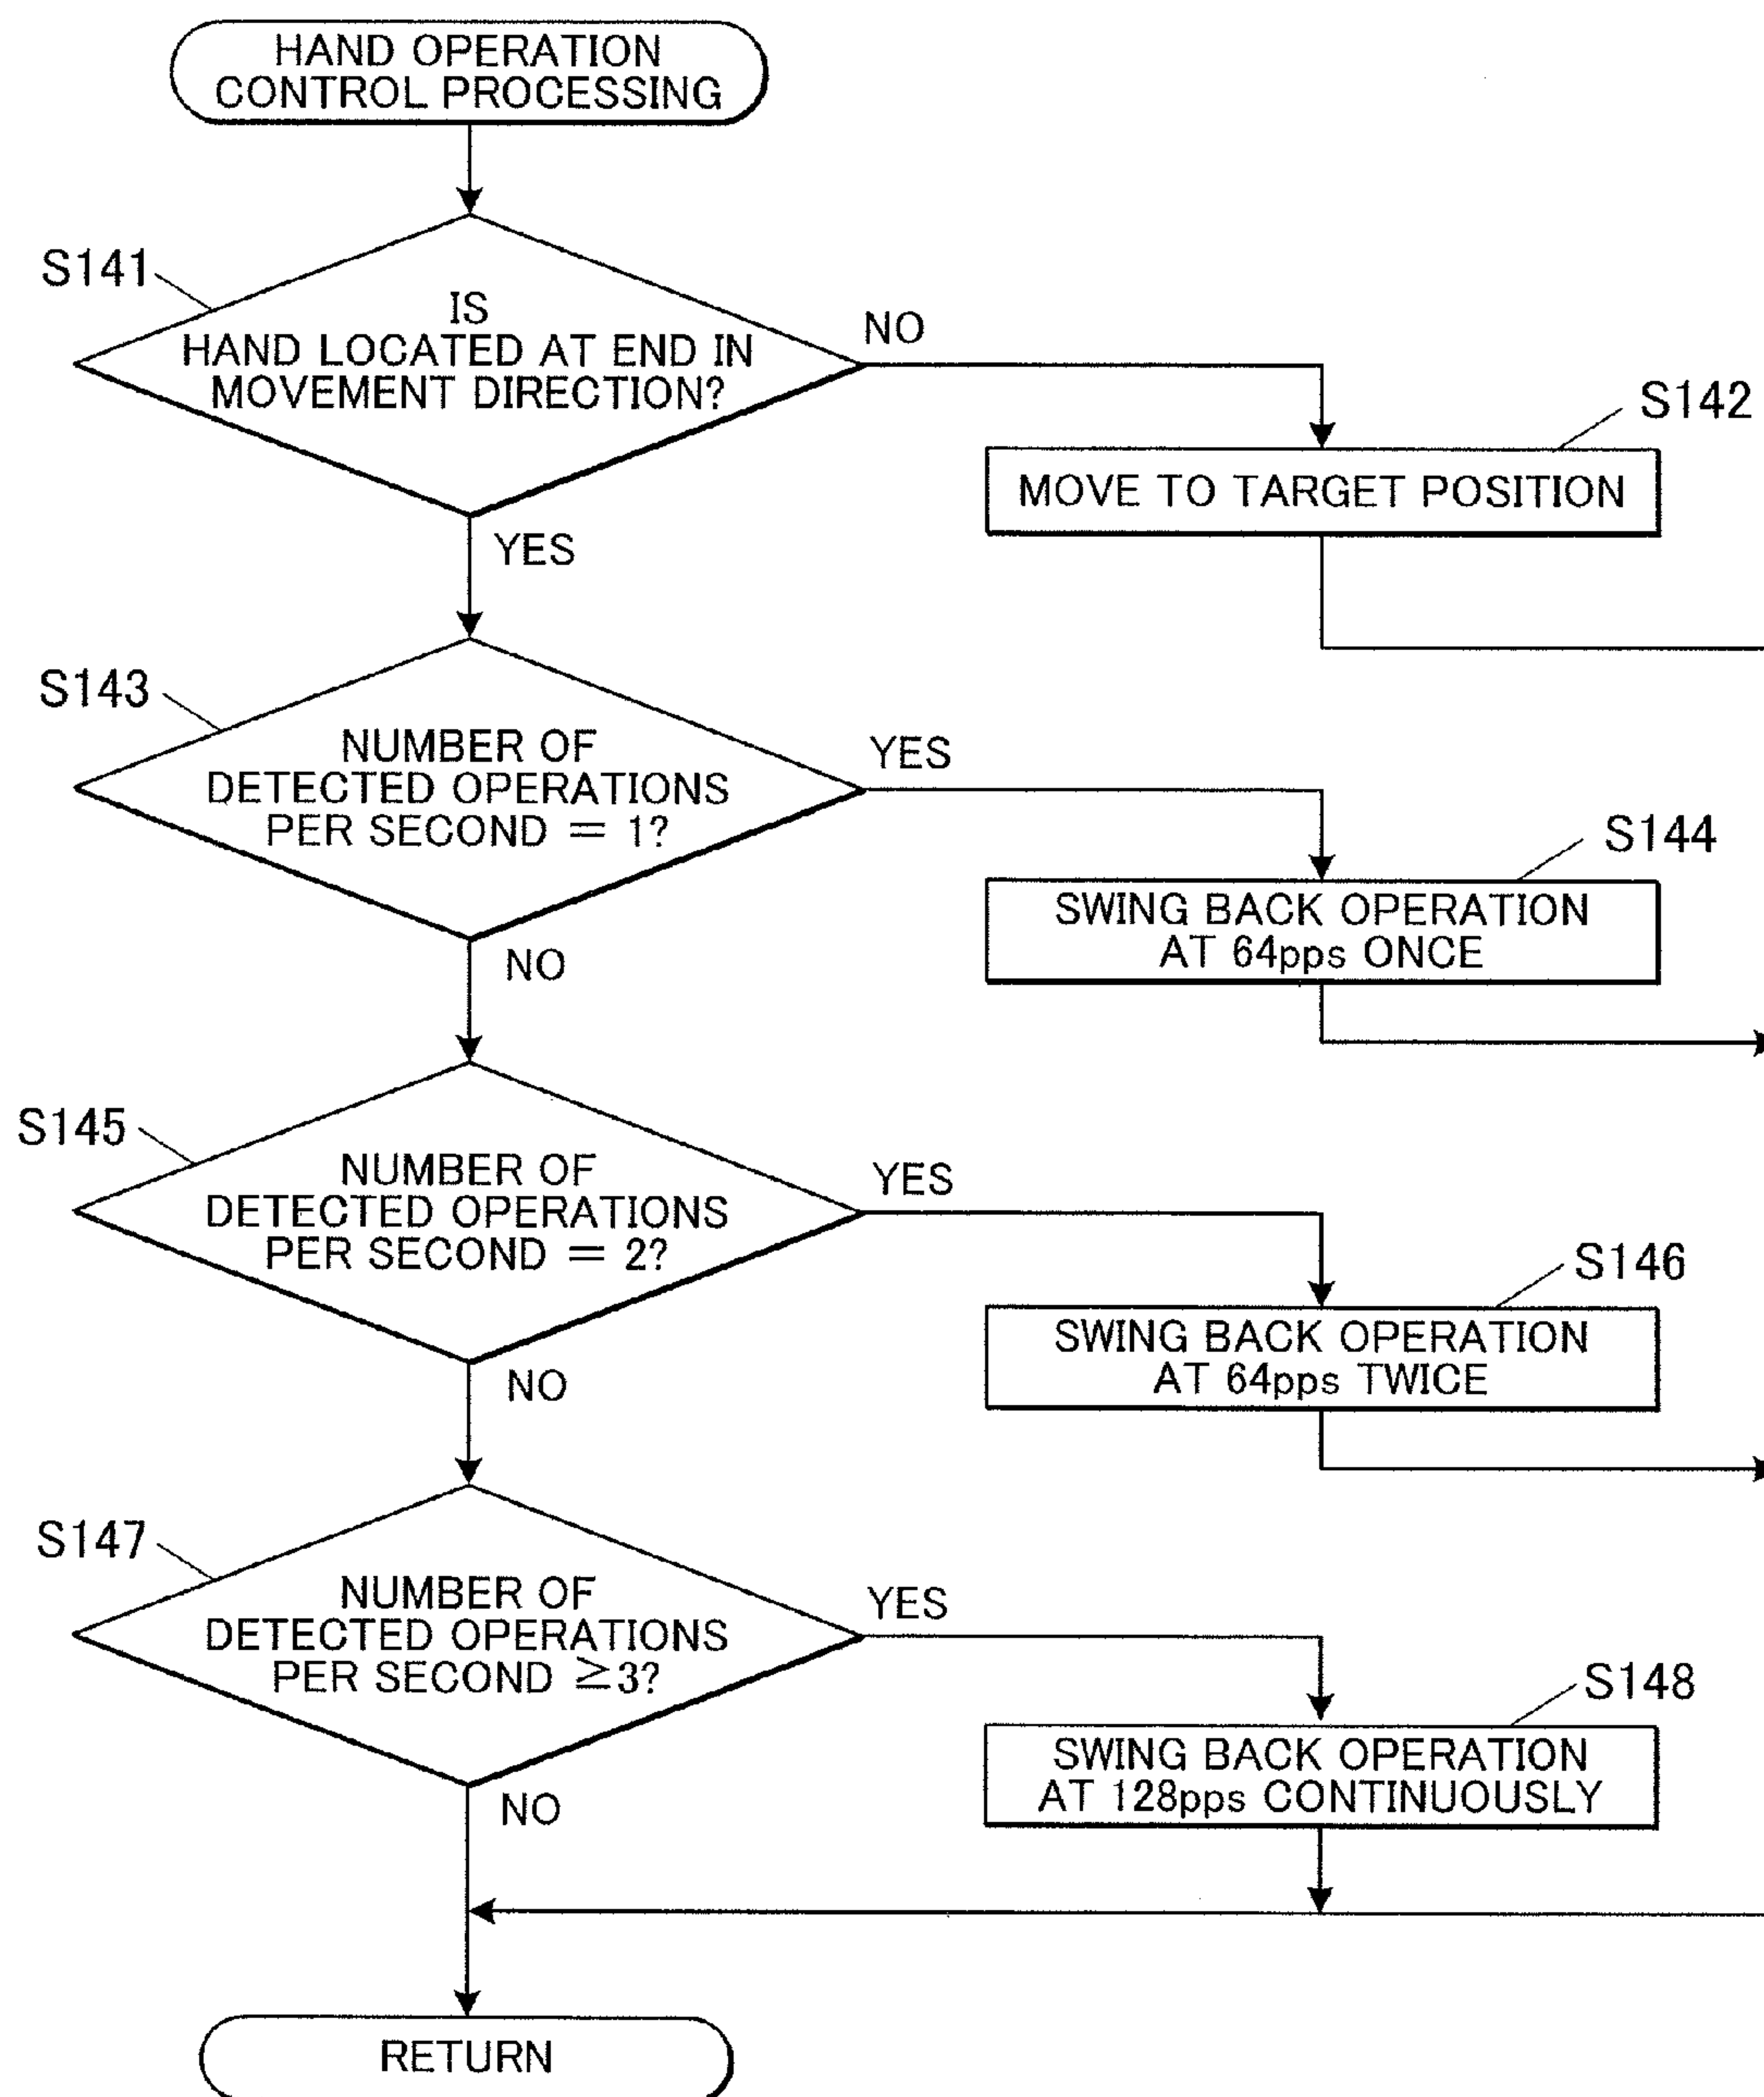 HAND OPERATION
CONTROL PROCESSING
S141
IS
HAND LOCATED AT END IN
MOVEMENT DIRECTION?
NO
S142
MOVE TO TARGET POSITION
YES
S143
NUMBER OF
DETECTED OPERATIONS
PER SECOND = 1?
YES
S144
SWING BACK OPERATION
AT 64pps ONCE
NO
S145
NUMBER OF
DETECTED OPERATIONS
PER SECOND = 2?
YES
S146
SWING BACK OPERATION
AT 64pps TWICE
NO
S147
NUMBER OF
DETECTED OPERATIONS
PER SECOND ≧3?
YES
S148
SWING BACK OPERATION
AT 128pps CONTINUOUSLY
NO
RETURN